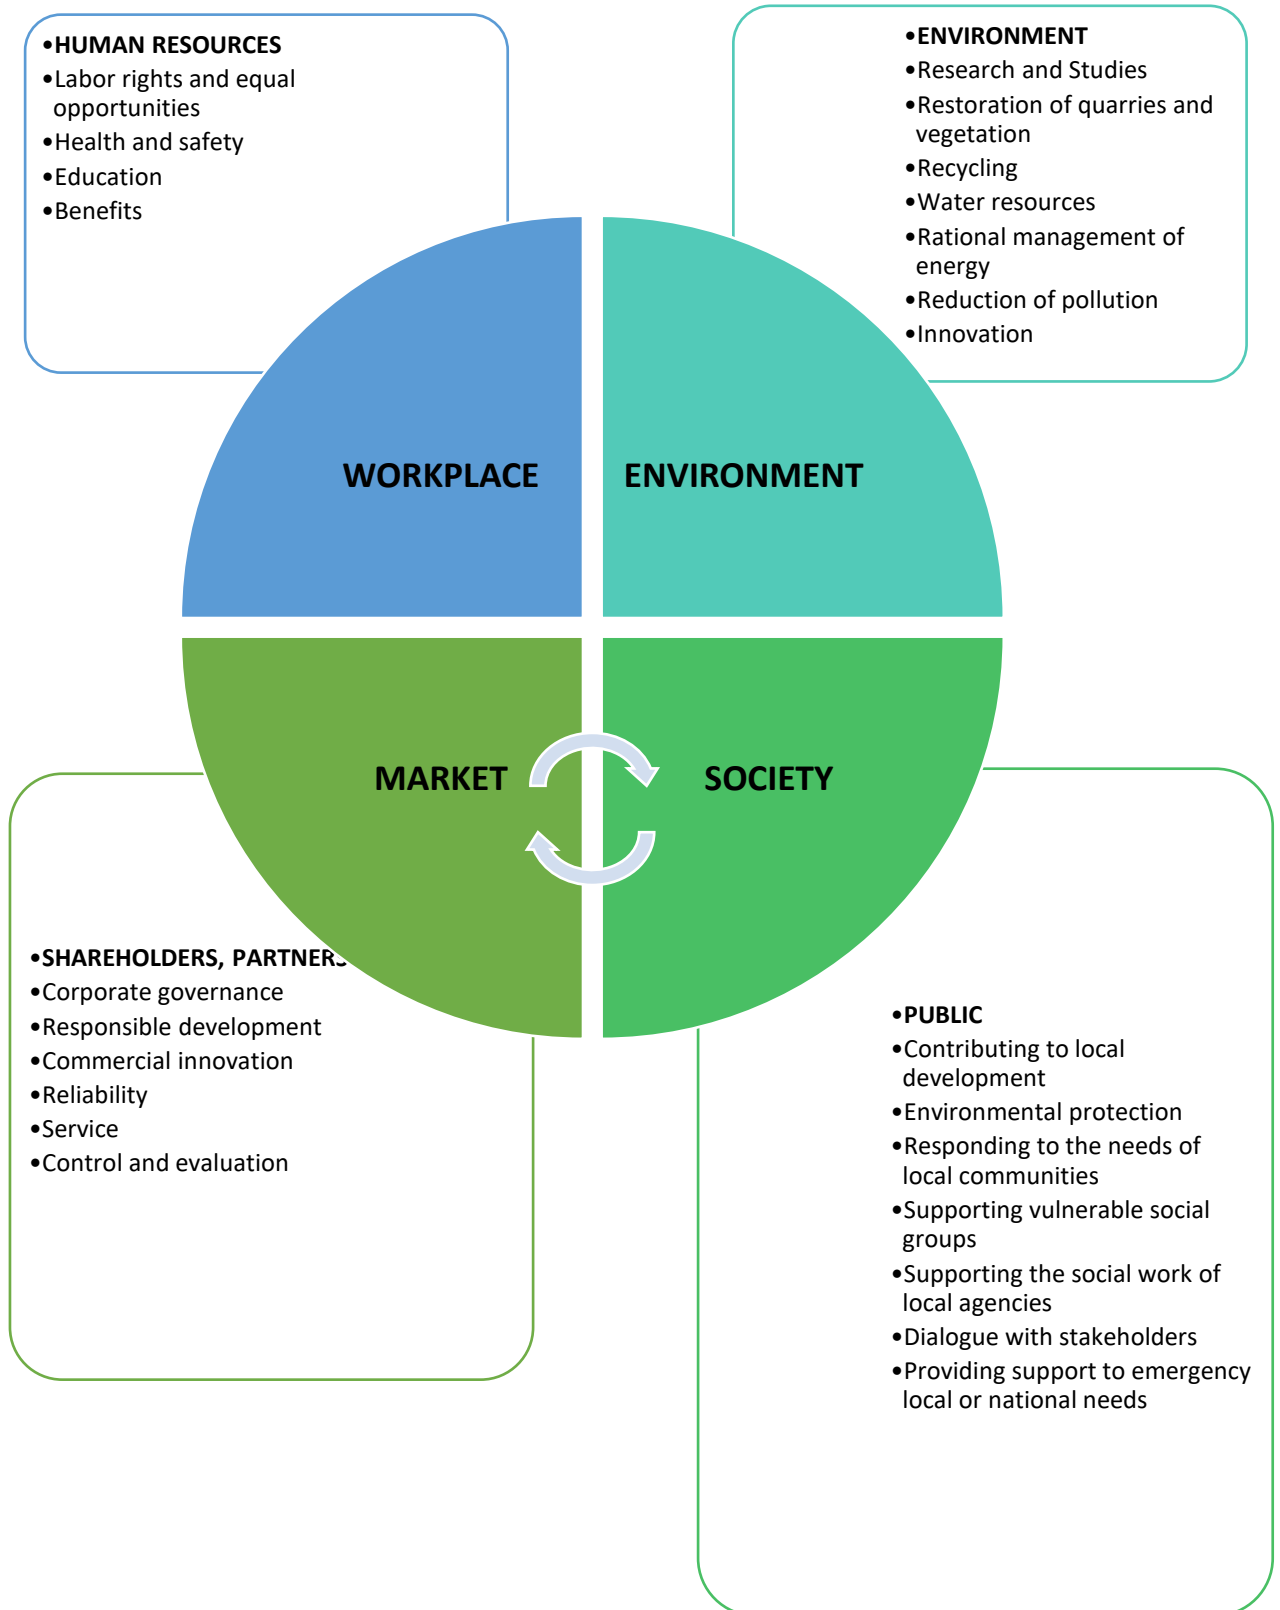 •HUMAN RESOURCES
•Labor rights and equal
opportunities
•Health and safety
•Education
•Benefits
•ENVIRONMENT
•Research and Studies
•Restoration of quarries and
vegetation
•Recycling
•Water resources
•Rational management of
energy
•Reduction of pollution
•Innovation
WORKPLACE
ENVIRONMENT
MARKET
SOCIETY
•SHAREHOLDERS, PARTNERS
•Corporate governance
•Responsible development
•Commercial innovation
•Reliability
•Service
•Control and evaluation
•PUBLIC
•Contributing to local
development
•Environmental protection
•Responding to the needs of
local communities
•Supporting vulnerable social
groups
•Supporting the social work of
local agencies
•Dialogue with stakeholders
•Providing support to emergency
local or national needs